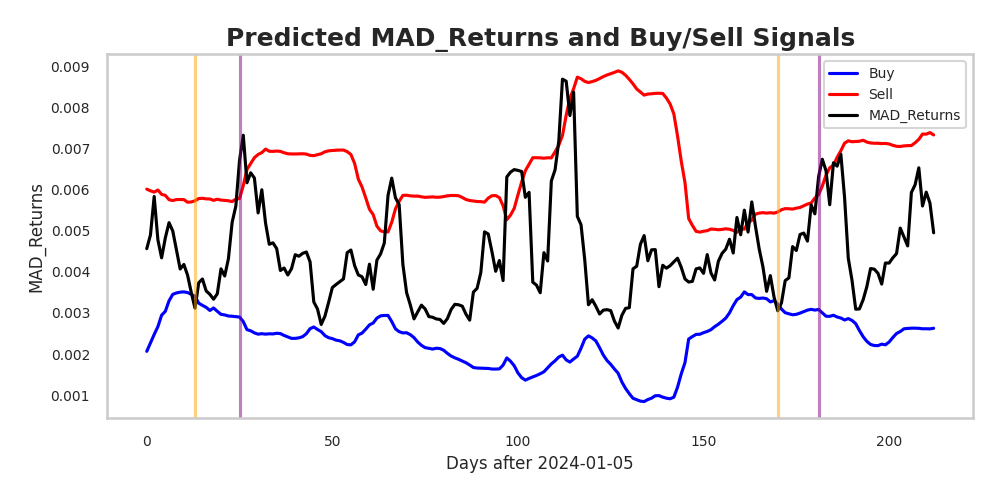 Predicted MAD_Returns and Buy/Sell Signals
MAD_Returns
0.009
0.008
0.007
0.006
0.005
0.004
0.003
0.002
0.001
Buy
Sell
MAD_Returns
0
50
100
150
200
Days after 2024-01-05